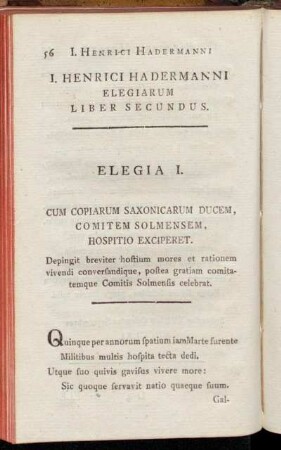 56 I. HENRICI HADERMANNI
I. HENRICI HADERMANNI
ELEGIARUM
LIBER SECUNDUS.
ELEGIA I.
CUM COPIARUM SAXONICARUM DUCEM,
COMITEM SOLMENSEM,
HOSPITIO EXCIPERET.
Depingit breviter hostium mores et rationem
vivendi conversandique, postea gratiam comita-
temque Comitis Solmensis celebrat.
Quinque per annorum spatium iam Marte furente
Militibus multis hospita tecta dedi.
Utque suo quivis gavisus vivere more:
Sic quoque servavit natio quaeque suum.
Gal-